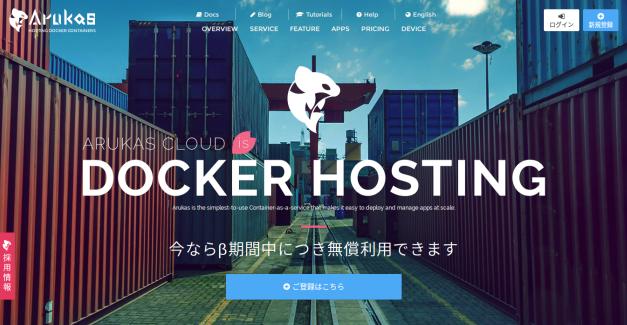 Arukas
HOSTING DOCKER CONTAINERS
Docs Blog Tutorials Help English
OVERVIEW SERVICE FEATURE APPS PRICING DEVICE
ログイン
新規登録
ARUKAS CLOUD is
DOCKER HOSTING
Arukas is the simplest-to-use Container-as-a-service that makes it easy to deploy and manage apps at scale.
今ならβ期間中につき無償利用できます
ご登録はこちら
採用情報